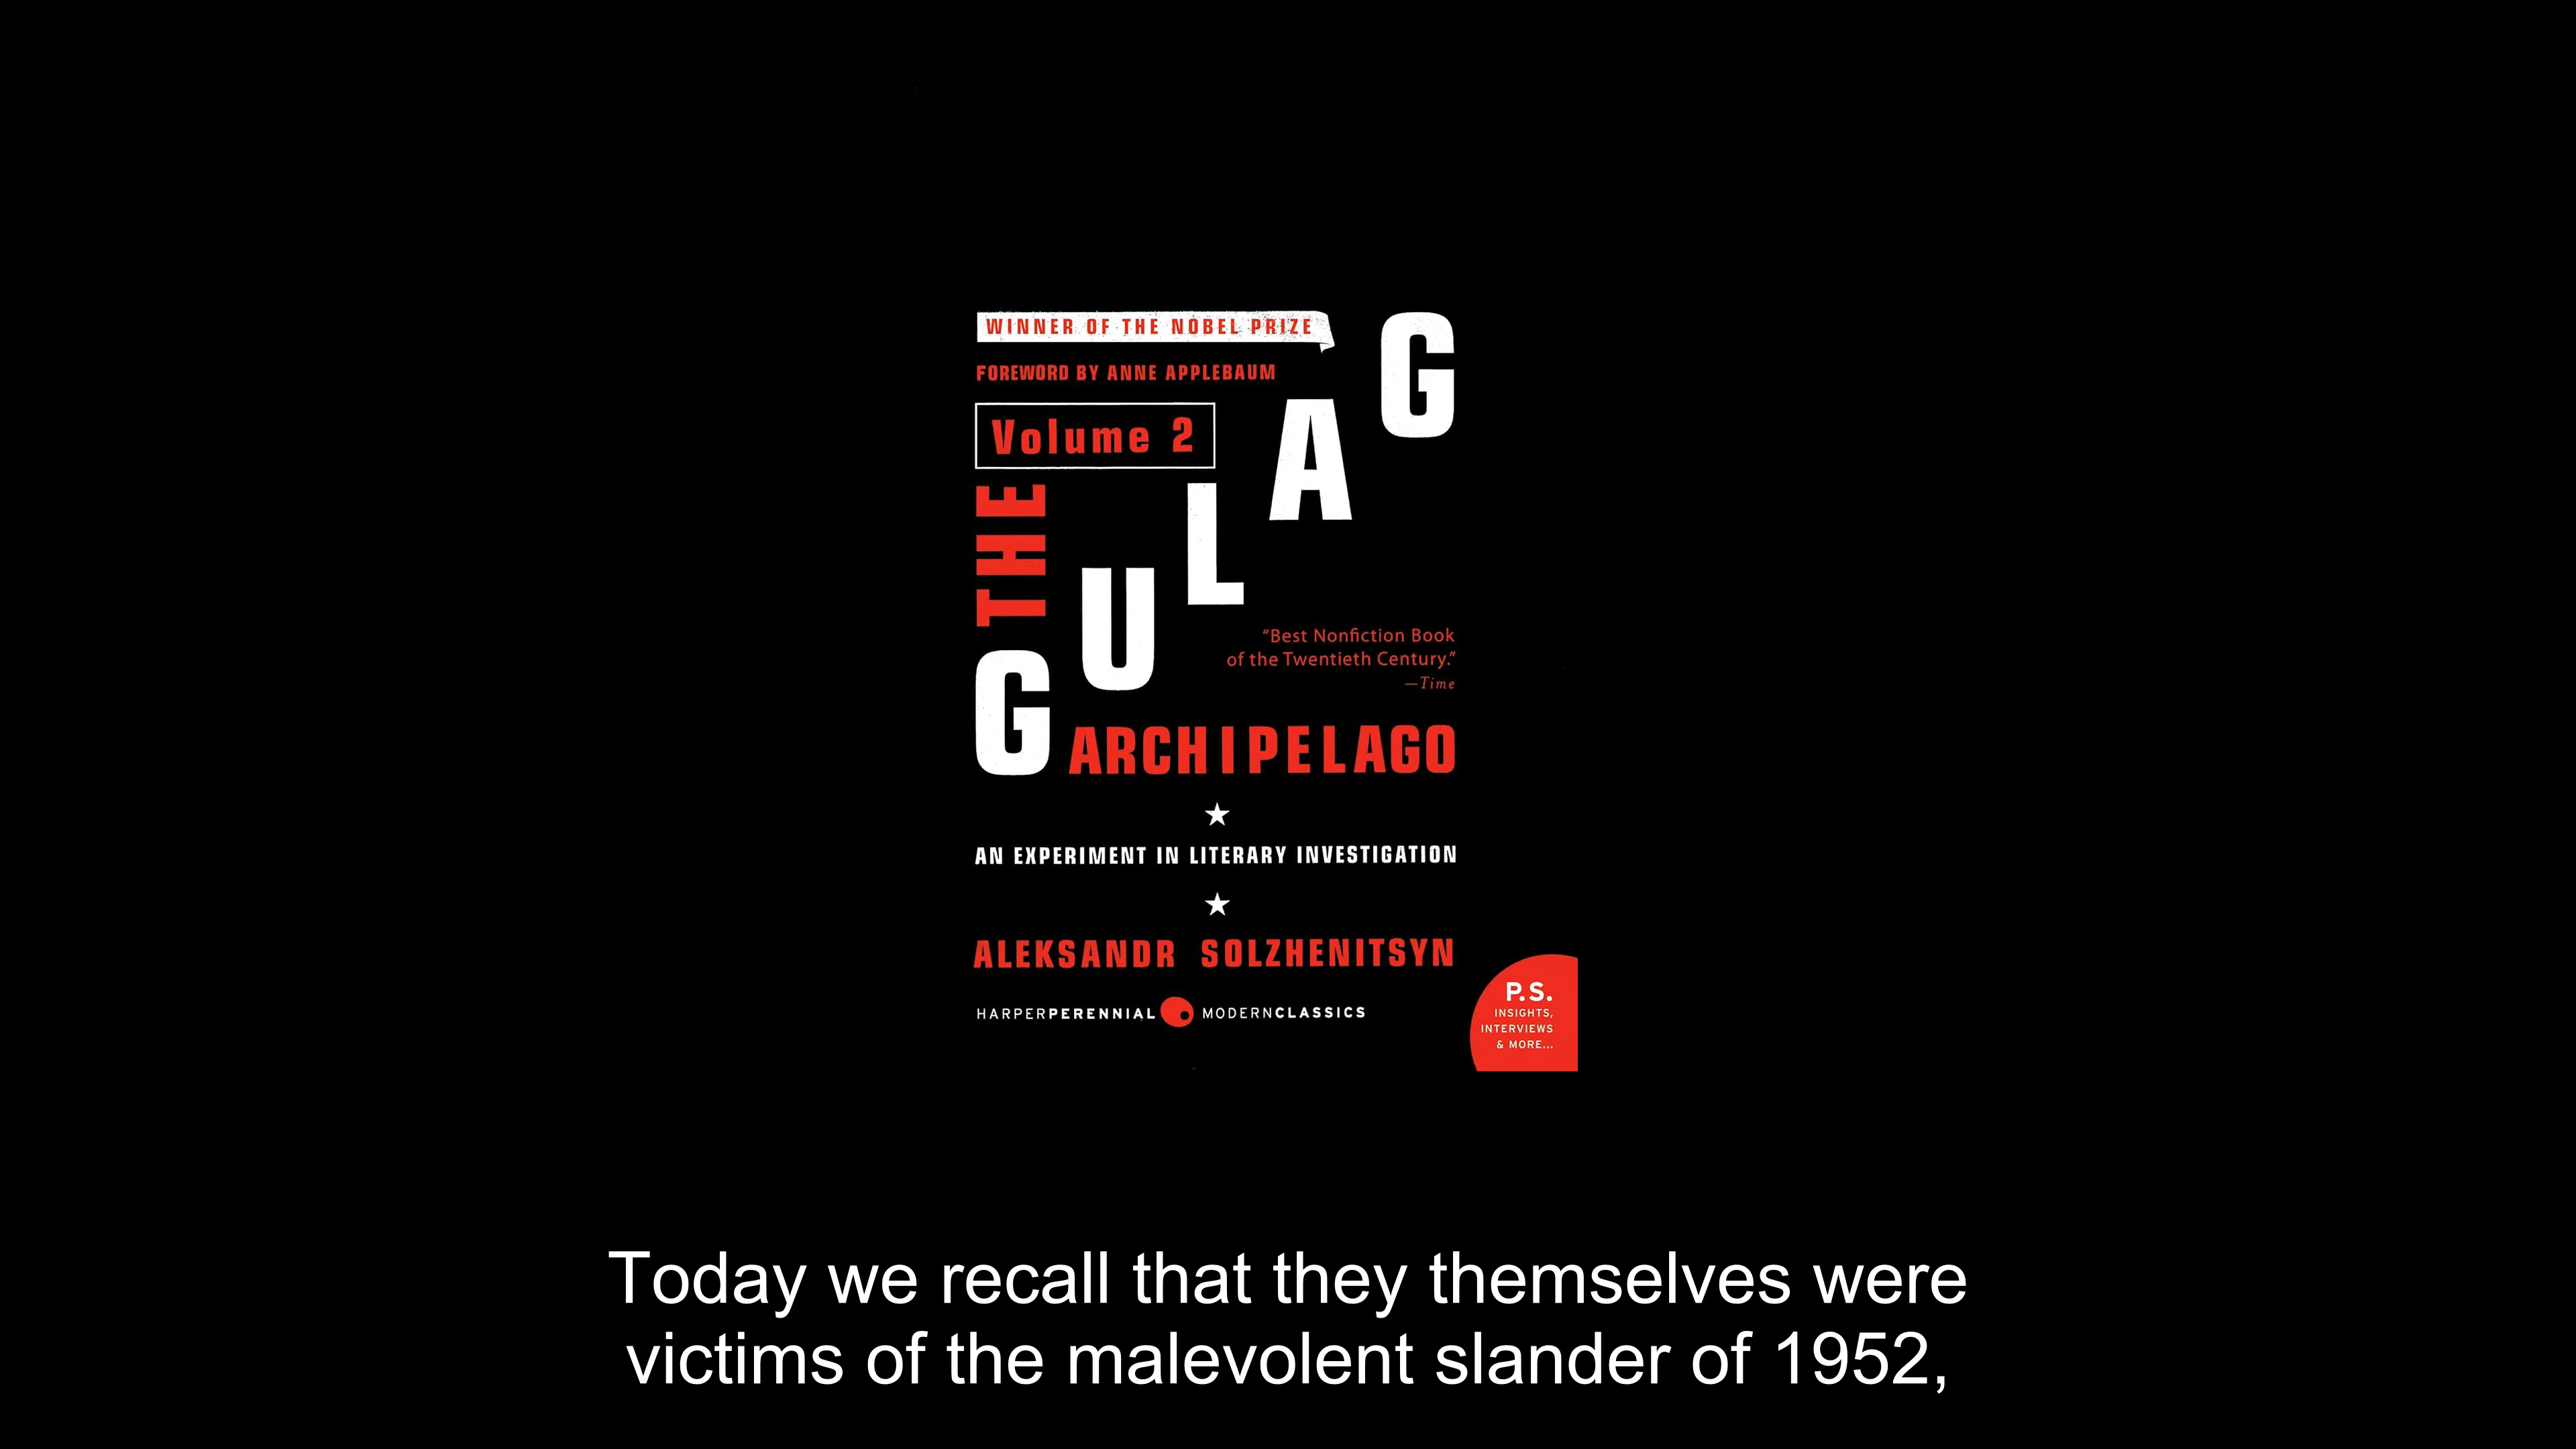 WINNER OF THE NOBEL PRIZE
FOREWORD BY ANNE APPLEBAUM
Volume 2
THE
GULAG
"Best Nonfiction Book
of the Twentieth Century."
—Time
ARCHIPELAGO
AN EXPERIMENT IN LITERARY INVESTIGATION
ALEKSANDR SOLZHENITSYN
HARPERPERENNIAL MODERNCLASSICS
P.S.
INSIGHTS,
INTERVIEWS
& MORE...
Today we recall that they themselves were
victims of the malevolent slander of 1952,